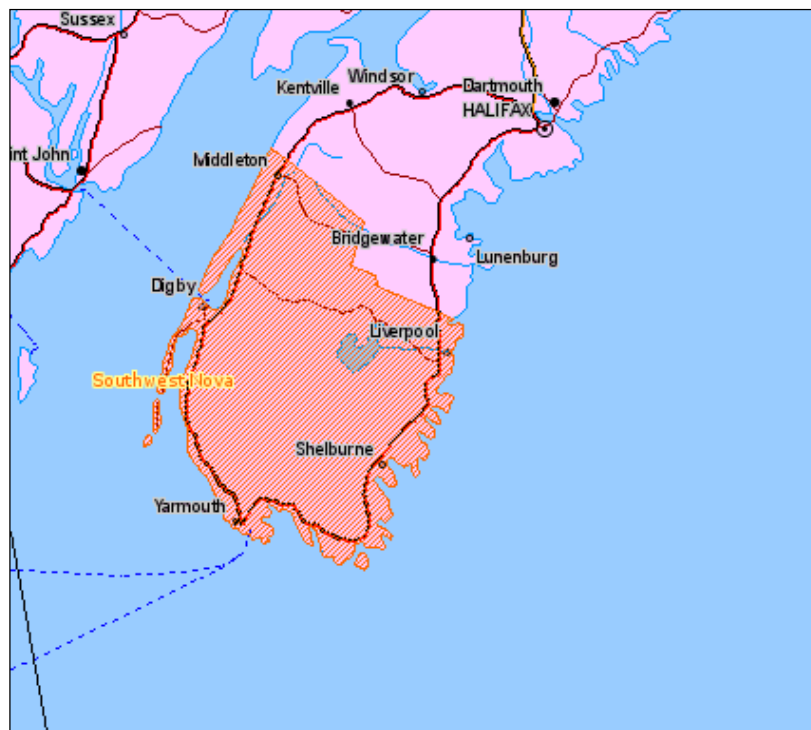 Sussex
Kentville
Windsor
Dartmouth
HALIFAX
int John
Middleton
Bridgewater
Lunenburg
Digby
Liverpool
Southwest Nova
Shelburne
Yarmouth